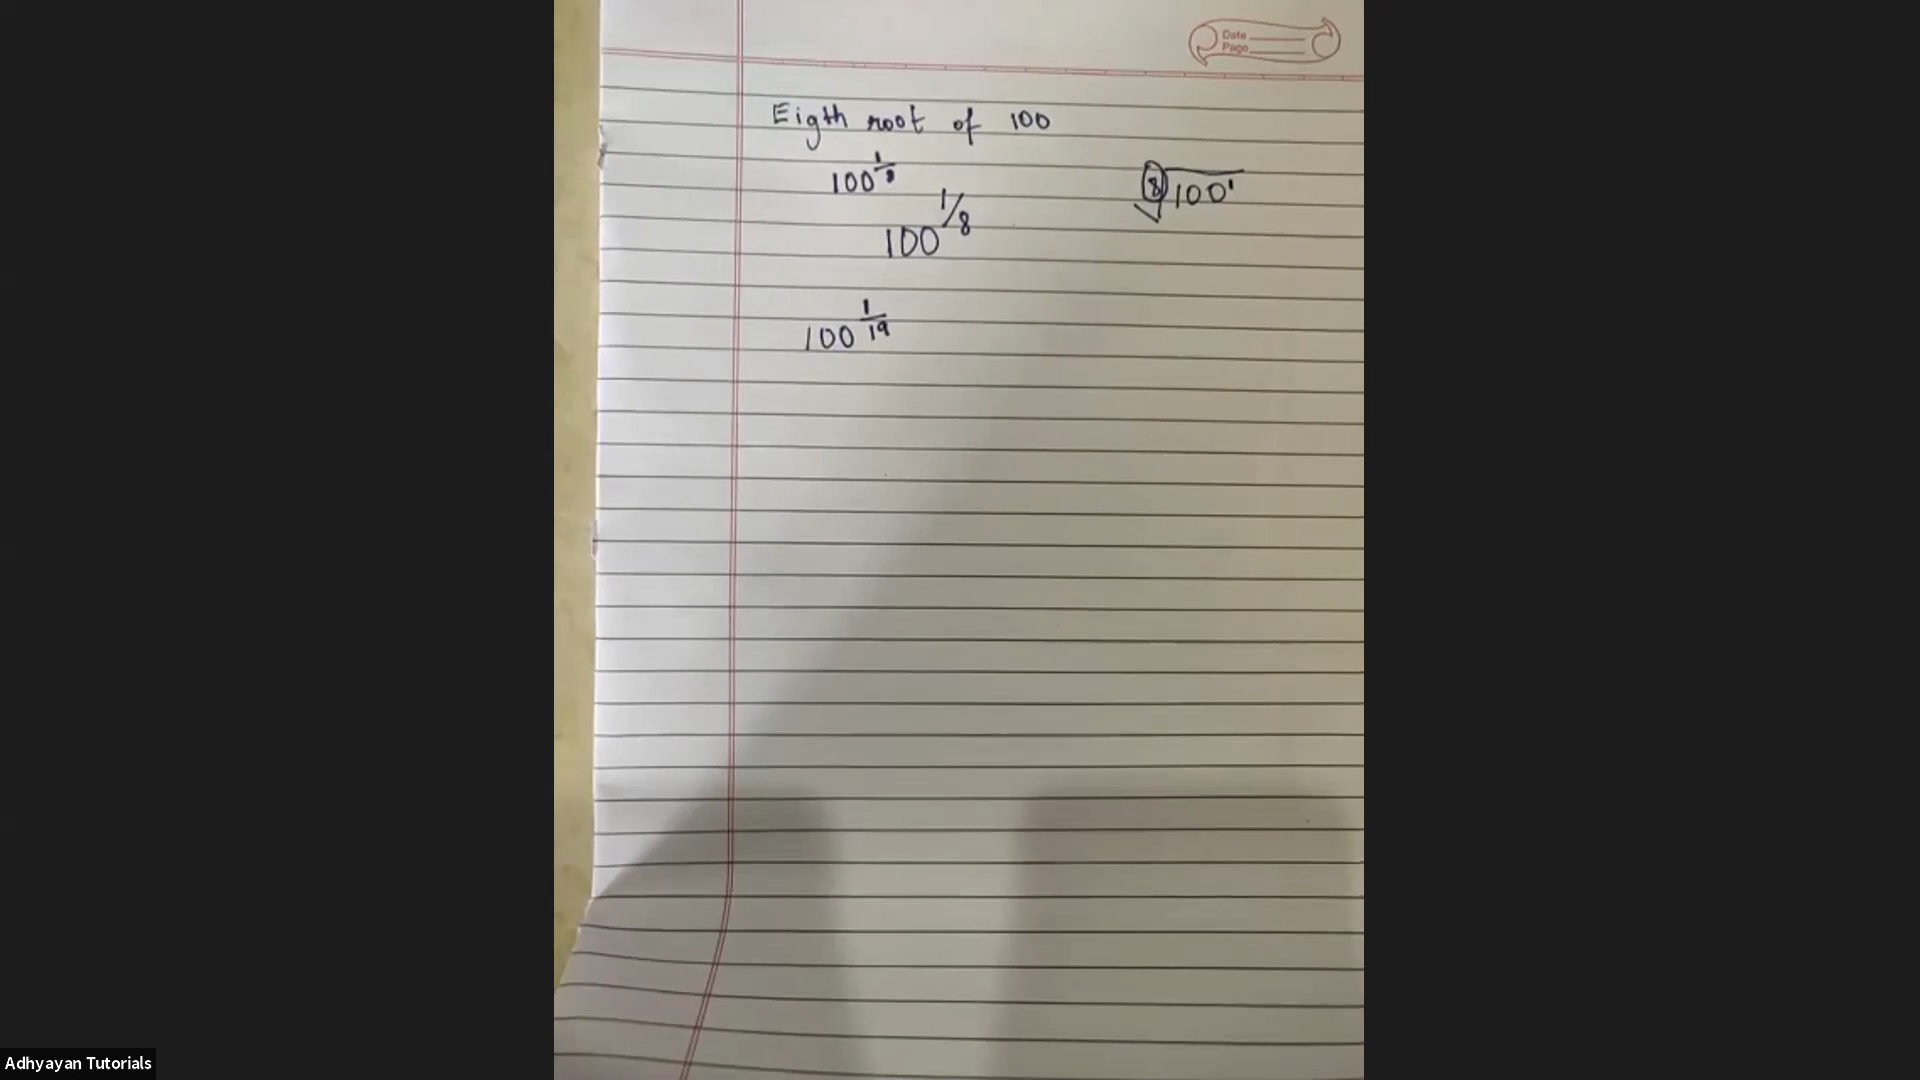 Date
Page
Eigth root of 100
100^1/8
8√100^1
100^1/8
100^1/19
Adhyayan Tutorials